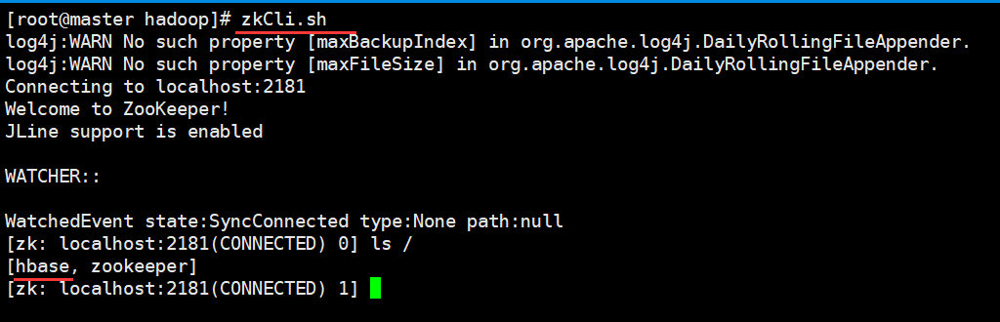 [root@master hadoop]# zkCli.sh
log4j:WARN No such property [maxBackupIndex] in org.apache.log4j.DailyRollingFileAppender.
log4j:WARN No such property [maxFileSize] in org.apache.log4j.DailyRollingFileAppender.
Connecting to localhost:2181
Welcome to ZooKeeper!
JLine support is enabled
WATCHER::
WatchedEvent state:SyncConnected type:None path:null
[zk: localhost:2181(CONNECTED) 0] ls /
[hbase, zookeeper]
[zk: localhost:2181(CONNECTED) 1]